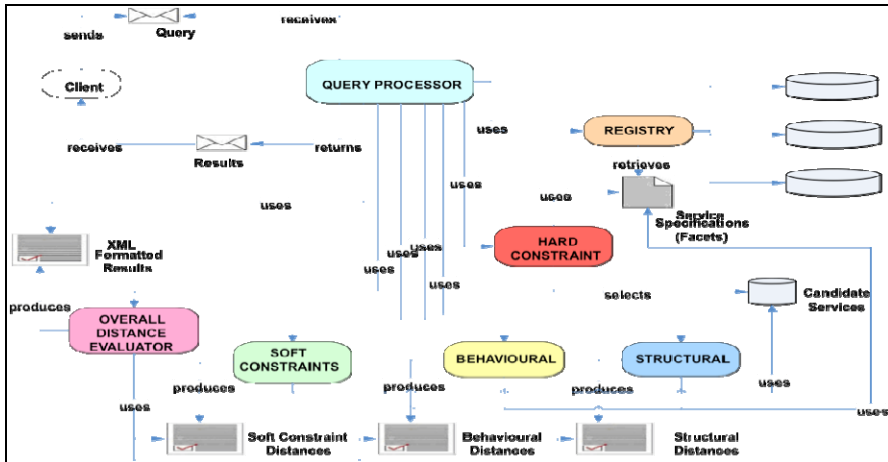 sends
Query
receives
Client
QUERY PROCESSOR
uses
REGISTRY
receives
Results
returns
retrieves
uses
uses
uses
Service
Specifications
(Facets)
XML
Formatted
Results
HARD
CONSTRAINT
uses
uses
uses
uses
selects
Candidate
Services
produces
OVERALL
DISTANCE
EVALUATOR
SOFT
CONSTRAINTS
BEHAVIOURAL
STRUCTURAL
produces
produces
produces
uses
uses
uses
Soft Constraint
Distances
Behavioural
Distances
Structural
Distances